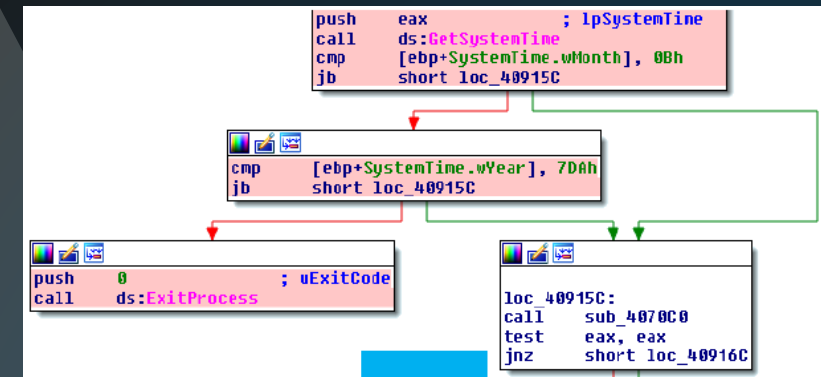 push eax ; lpSystemTime
call ds:GetSystemTime
cmp [ebp+SystemTime.wMonth], 0Bh
jb short loc_40915C
cmp [ebp+SystemTime.wYear], 7DAh
jb short loc_40915C
push 0 ; uExitCode
call ds:ExitProcess
loc_40915C:
call sub_4070C0
test eax, eax
jnz short loc_40916C